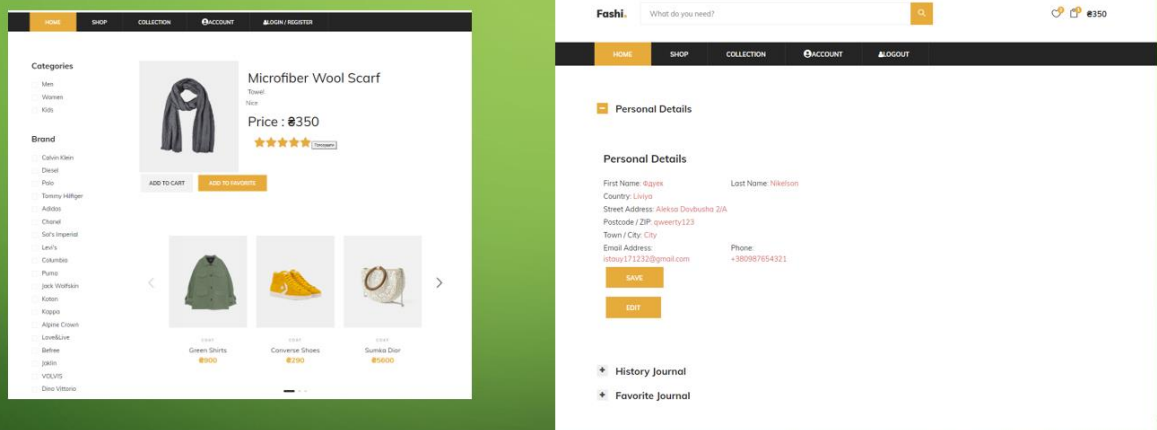 HOME SHOP COLLECTION ACCOUNT LOGIN / REGISTER
Categories
Men
Women
Kids
Brand
Calvin Klein
Diesel
Polo
Tommy Hilfiger
Adidas
Chanel
Sol's Imperial
Levi's
Columbia
Puma
Jack Wolfskin
Koton
Kappa
Alpine Crown
Love&Live
Befree
Jdklin
VOLVIS
Dino Vittorio
Microfiber Wool Scarf
Towel
Nice
Price : ₴350
ADD TO CART ADD TO FAVORITE
COAT COAT COAT
Green Shirts Converse Shoes Sumka Dior
₴900 ₴290 ₴5600
Fashi. What do you need? ₴350
HOME SHOP COLLECTION ACCOUNT LOGOUT
Personal Details
Personal Details
First Name: Фдуек Last Name: Nikelson
Country: Liviya
Street Address: Aleksa Dovbusha 2/A
Postcode / ZIP: qweerty123
Town / City: City
Email Address: Phone:
istouy171232@gmail.com +380987654321
SAVE
EDIT
History Journal
Favorite Journal